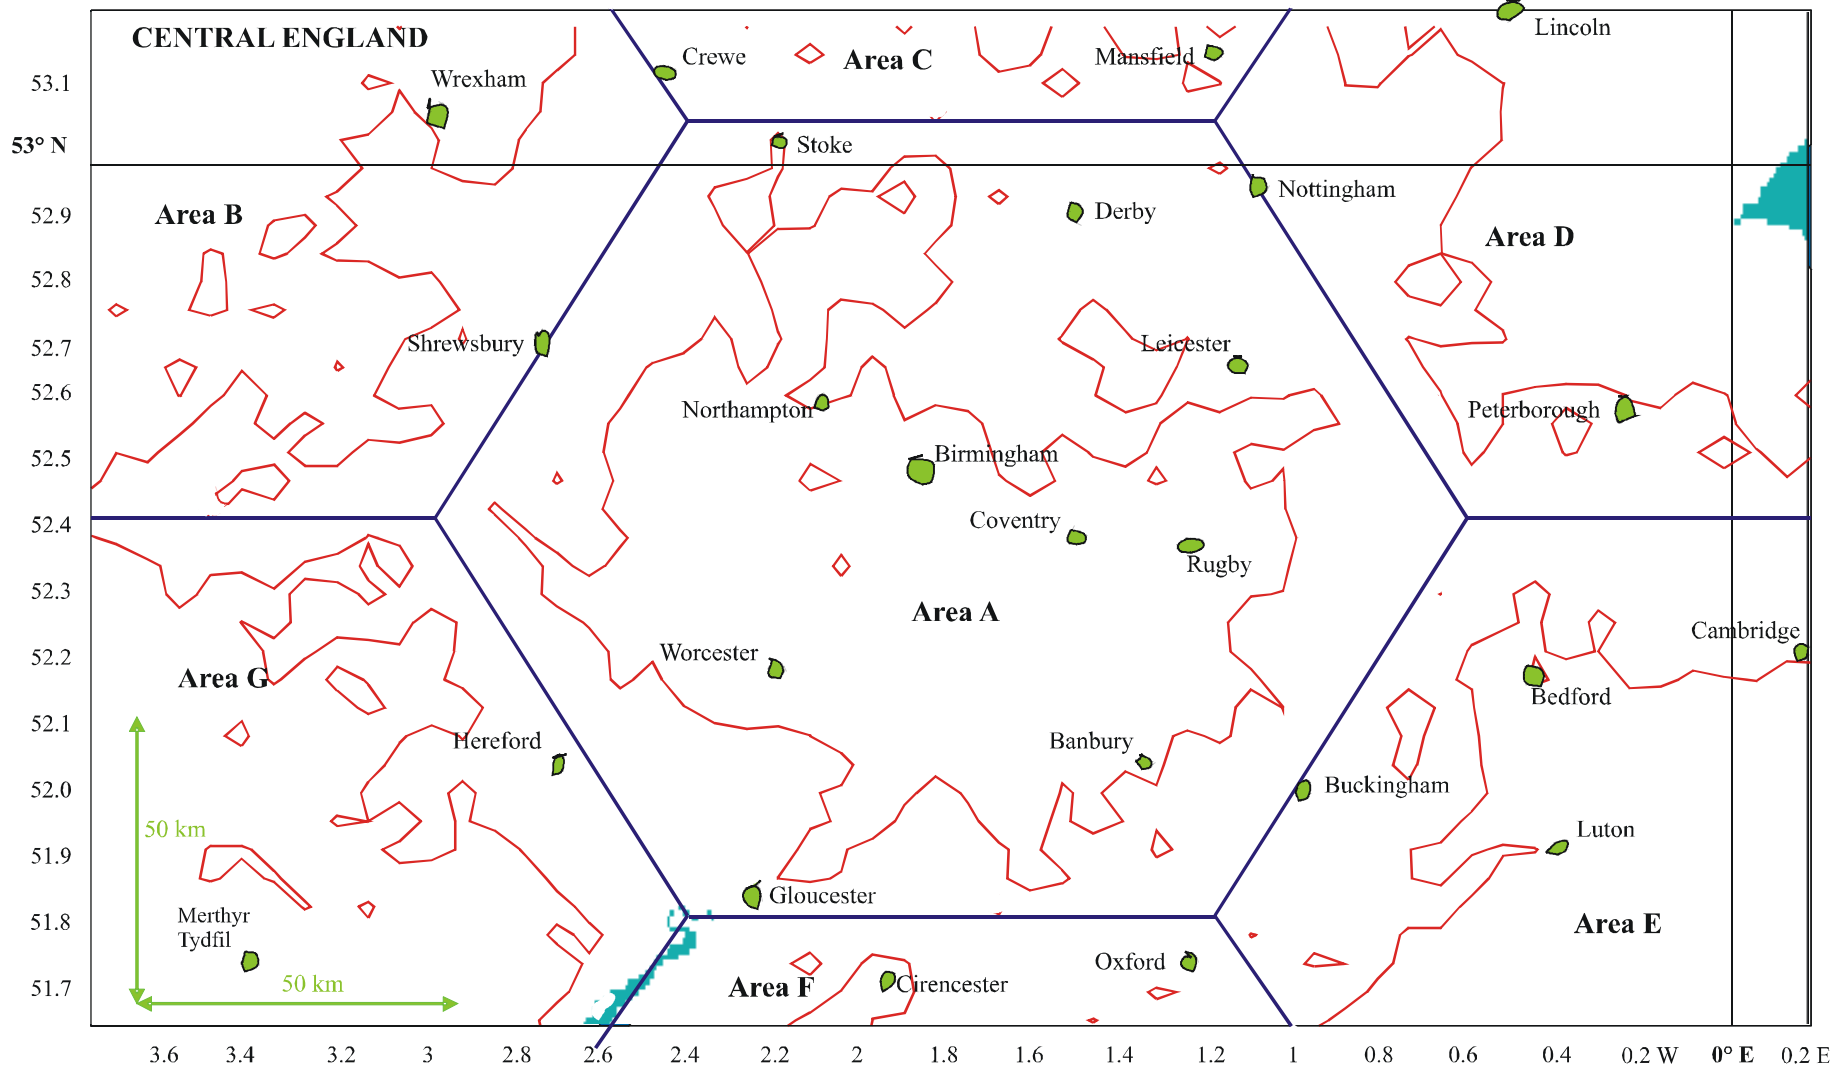 CENTRAL ENGLAND
Lincoln
Crewe
Area C
Mansfield
53.1
Wrexham
53° N
Stoke
Nottingham
52.9
Area B
Derby
Area D
52.8
52.7
Shrewsbury
Leicester
52.6
Northampton
Peterborough
52.5
Birmingham
52.4
Coventry
Rugby
52.3
Area A
Cambridge
52.2
Worcester
Area G
Bedford
52.1
Hereford
Banbury
52.0
Buckingham
50 km
Luton
51.9
Gloucester
Merthyr
Tydfil
51.8
Area E
Oxford
51.7
50 km
Area F
Cirencester
3.6 3.4 3.2 3 2.8 2.6 2.4 2.2 2 1.8 1.6 1.4 1.2 1 0.8 0.6 0.4 0.2 W 0° E 0.2 E